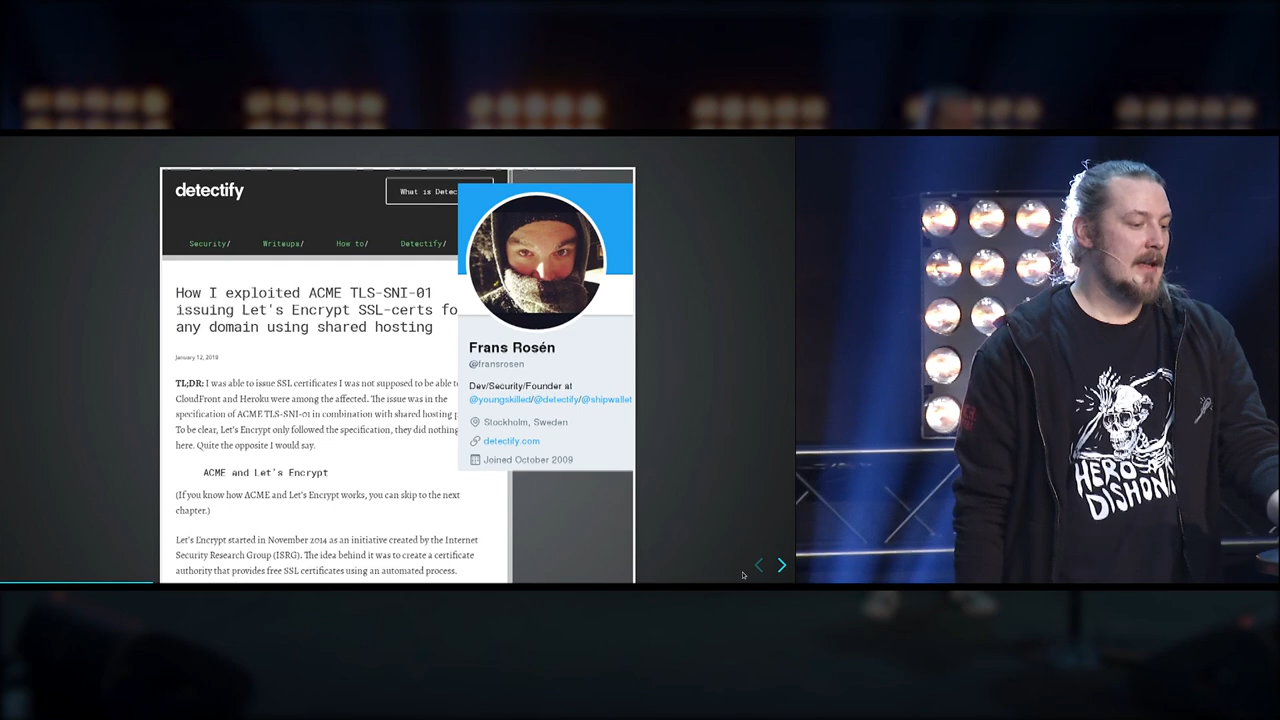 detectify
What is Detec
Security/ Writeups/ How to/ Detectify/
How I exploited ACME TLS-SNI-01
issuing Let's Encrypt SSL-certs fo
any domain using shared hosting
January 12, 2018
TL;DR: I was able to issue SSL certificates I was not supposed to be able to
CloudFront and Heroku were among the affected. The issue was in the
specification of ACME TLS-SNI-01 in combination with shared hosting p
To be clear, Let's Encrypt only followed the specification, they did nothing
here. Quite the opposite I would say.
ACME and Let's Encrypt
(If you know how ACME and Let's Encrypt works, you can skip to the next
chapter.)
Let's Encrypt started in November 2014 as an initiative created by the Internet
Security Research Group (ISRG). The idea behind it was to create a certificate
authority that provides free SSL certificates using an automated process.
Frans Rosén
@fransrosen
Dev/Security/Founder at
@youngskilled/@detectify/@shipwallet
Stockholm, Sweden
detectify.com
Joined October 2009
HERO
DISHON